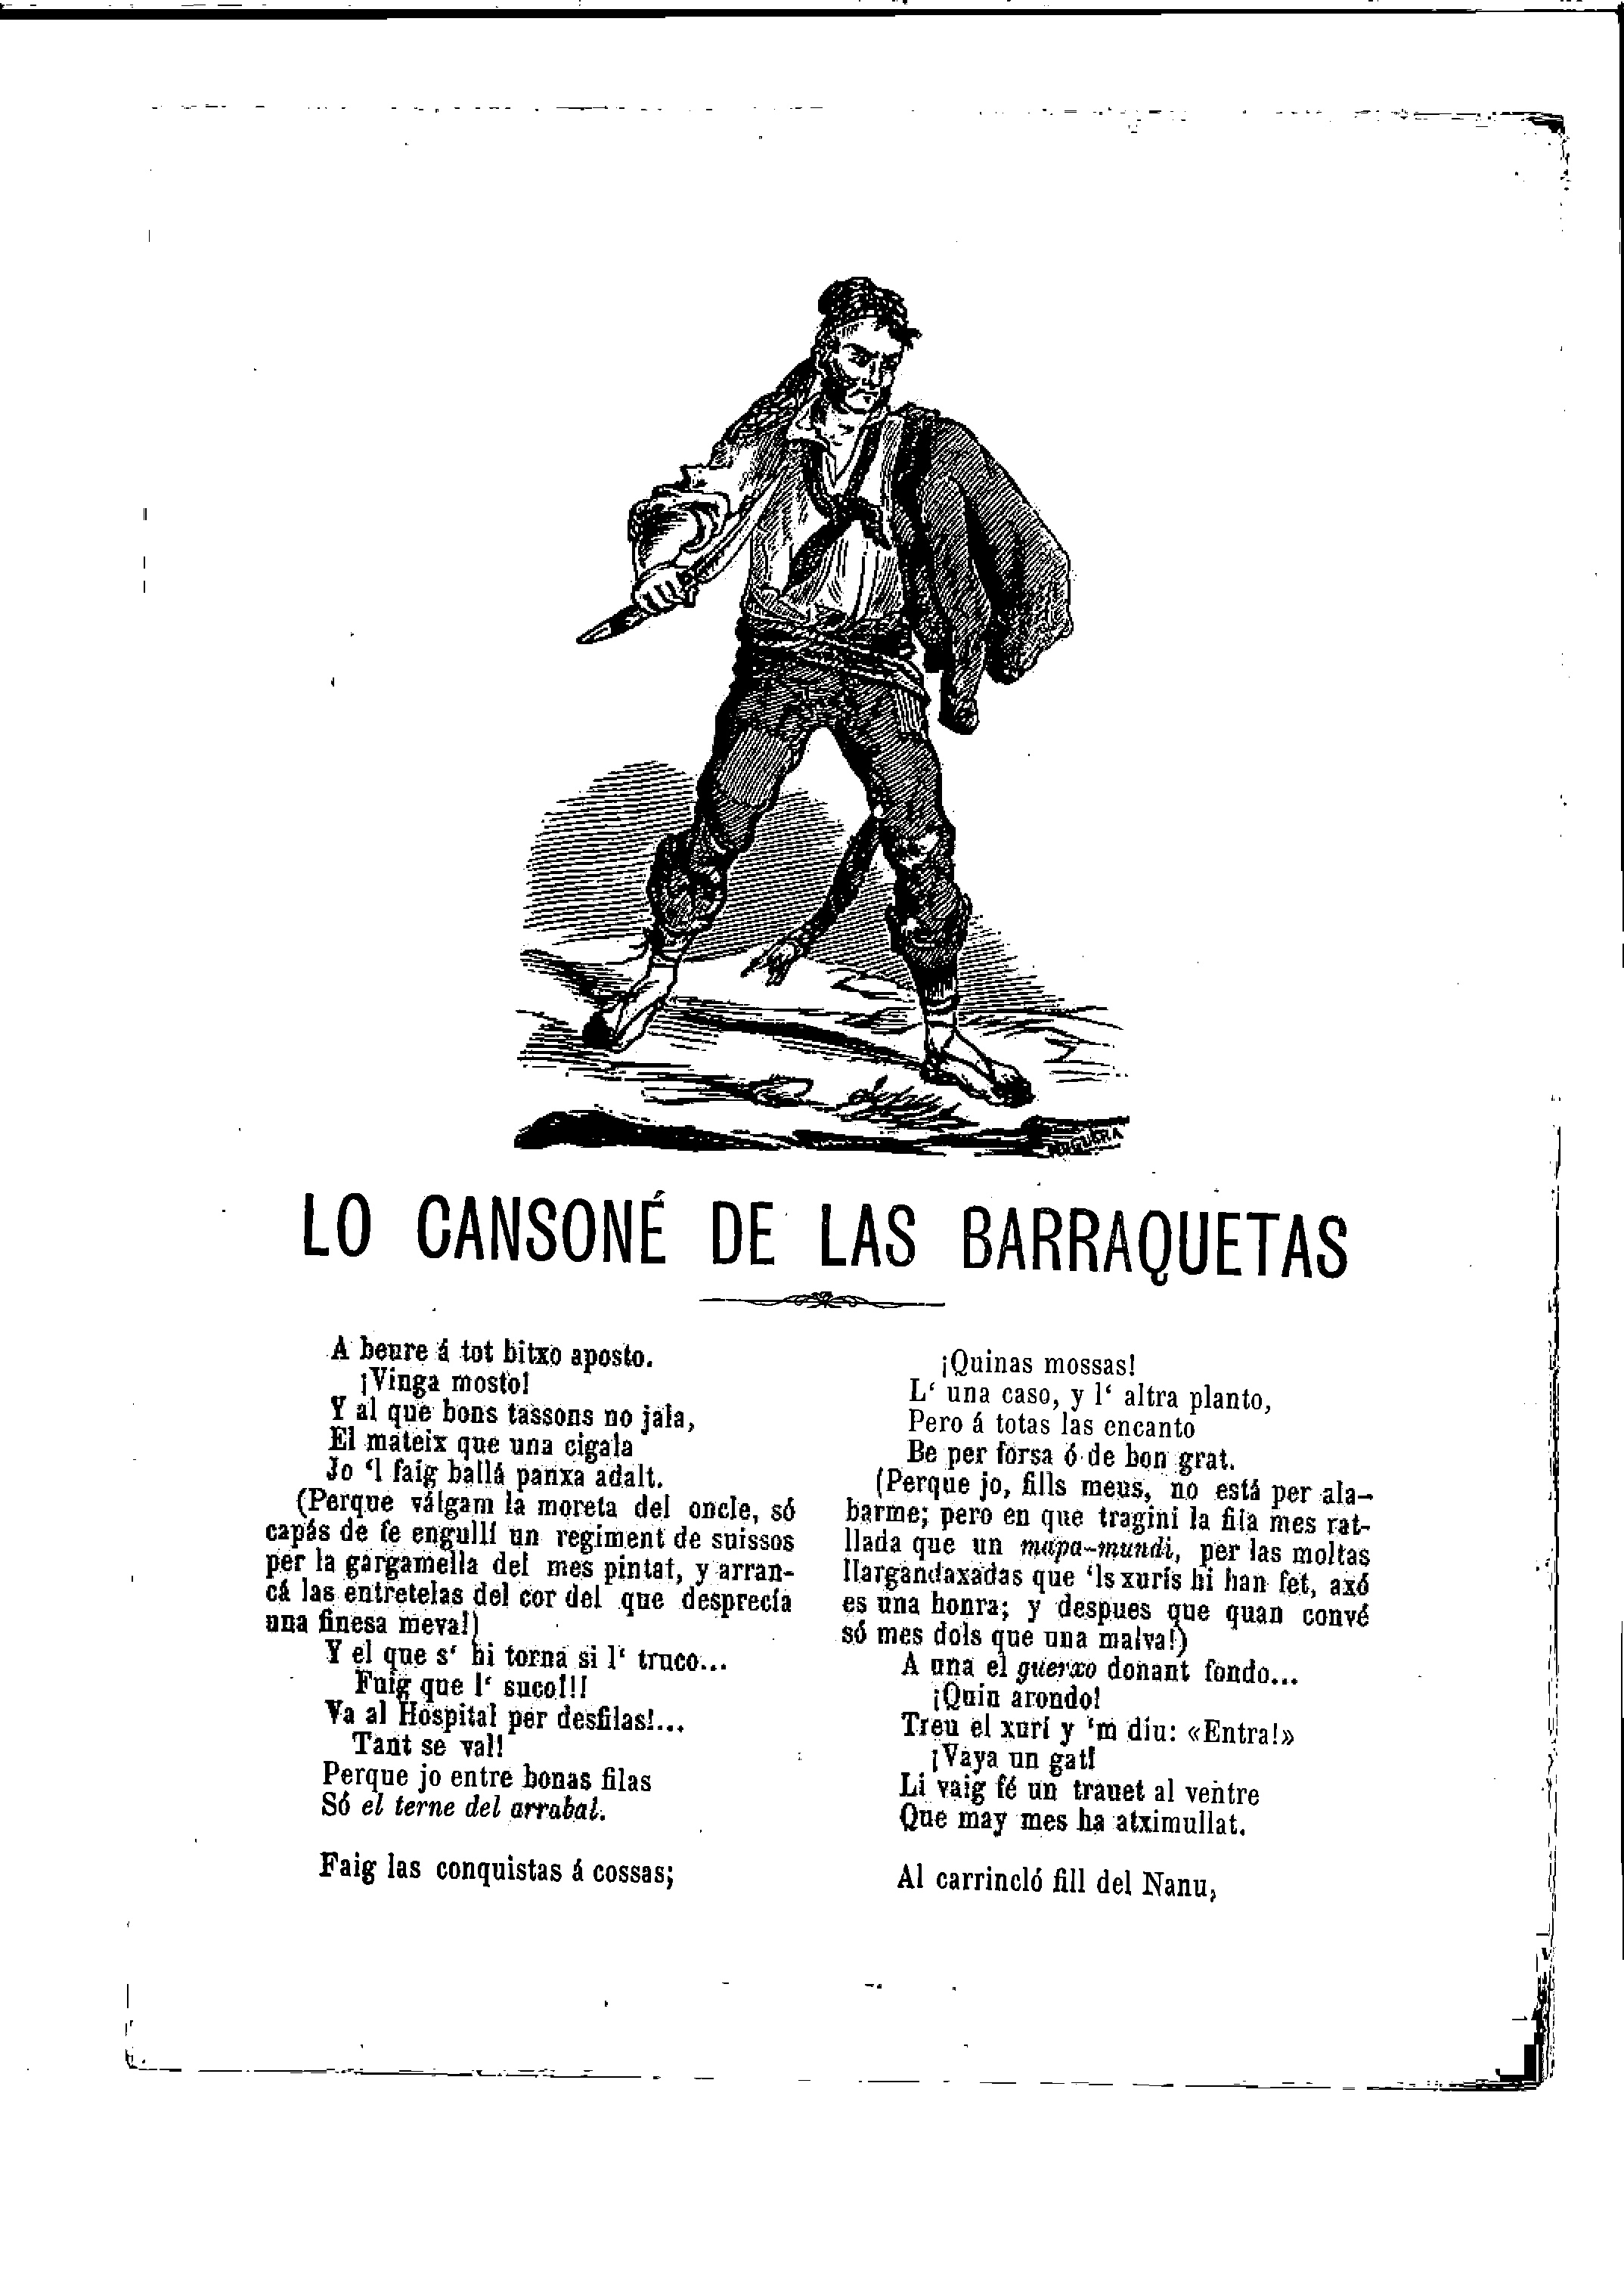 NOGUERA
LO CANSONÉ DE LAS BARRAQUETAS
A beure á tot bitxo aposto.
¡Vinga mosto!
Y al que bons tassons no jala,
El mateix que una cigala
Jo ‘l faig ballá panxa adalt.
(Perque válgam la moreta del oncle, só
capás de fe engullí un regiment de suissos
per la gargamella del mes pintat, y arran-
cá las entretelas del cor del que desprecía
una finesa meva!)
Y el que s‘ hi torna si l‘ truco...
Fuig que l‘ suco!!!
Va al Hospital per desfilas!...
Tant se val!
Perque jo entre bonas filas
Só el terne del arrabal.
Faig las conquistas á cossas;
¡Quinas mossas!
L‘ una caso, y l‘ altra planto,
Pero á totas las encanto
Be per forsa ó de bon grat.
(Perque jo, fills meus, no está per ala-
barme; pero en que tragini la fila mes rat-
llada que un mapa-mundi, per las moltas
llargandaxadas que ‘ls xurís hi han fet, axó
es una honra; y despues que quan convé
só mes dols que una malva!)
A una el guerxo donant fondo...
¡Quin arondo!
Treu el xurí y ‘m diu: «Entra!»
¡Vaya un gat!
Li vaig fé un trauet al ventre
Que may mes ha atximullat.
Al carrincló fill del Nanu,